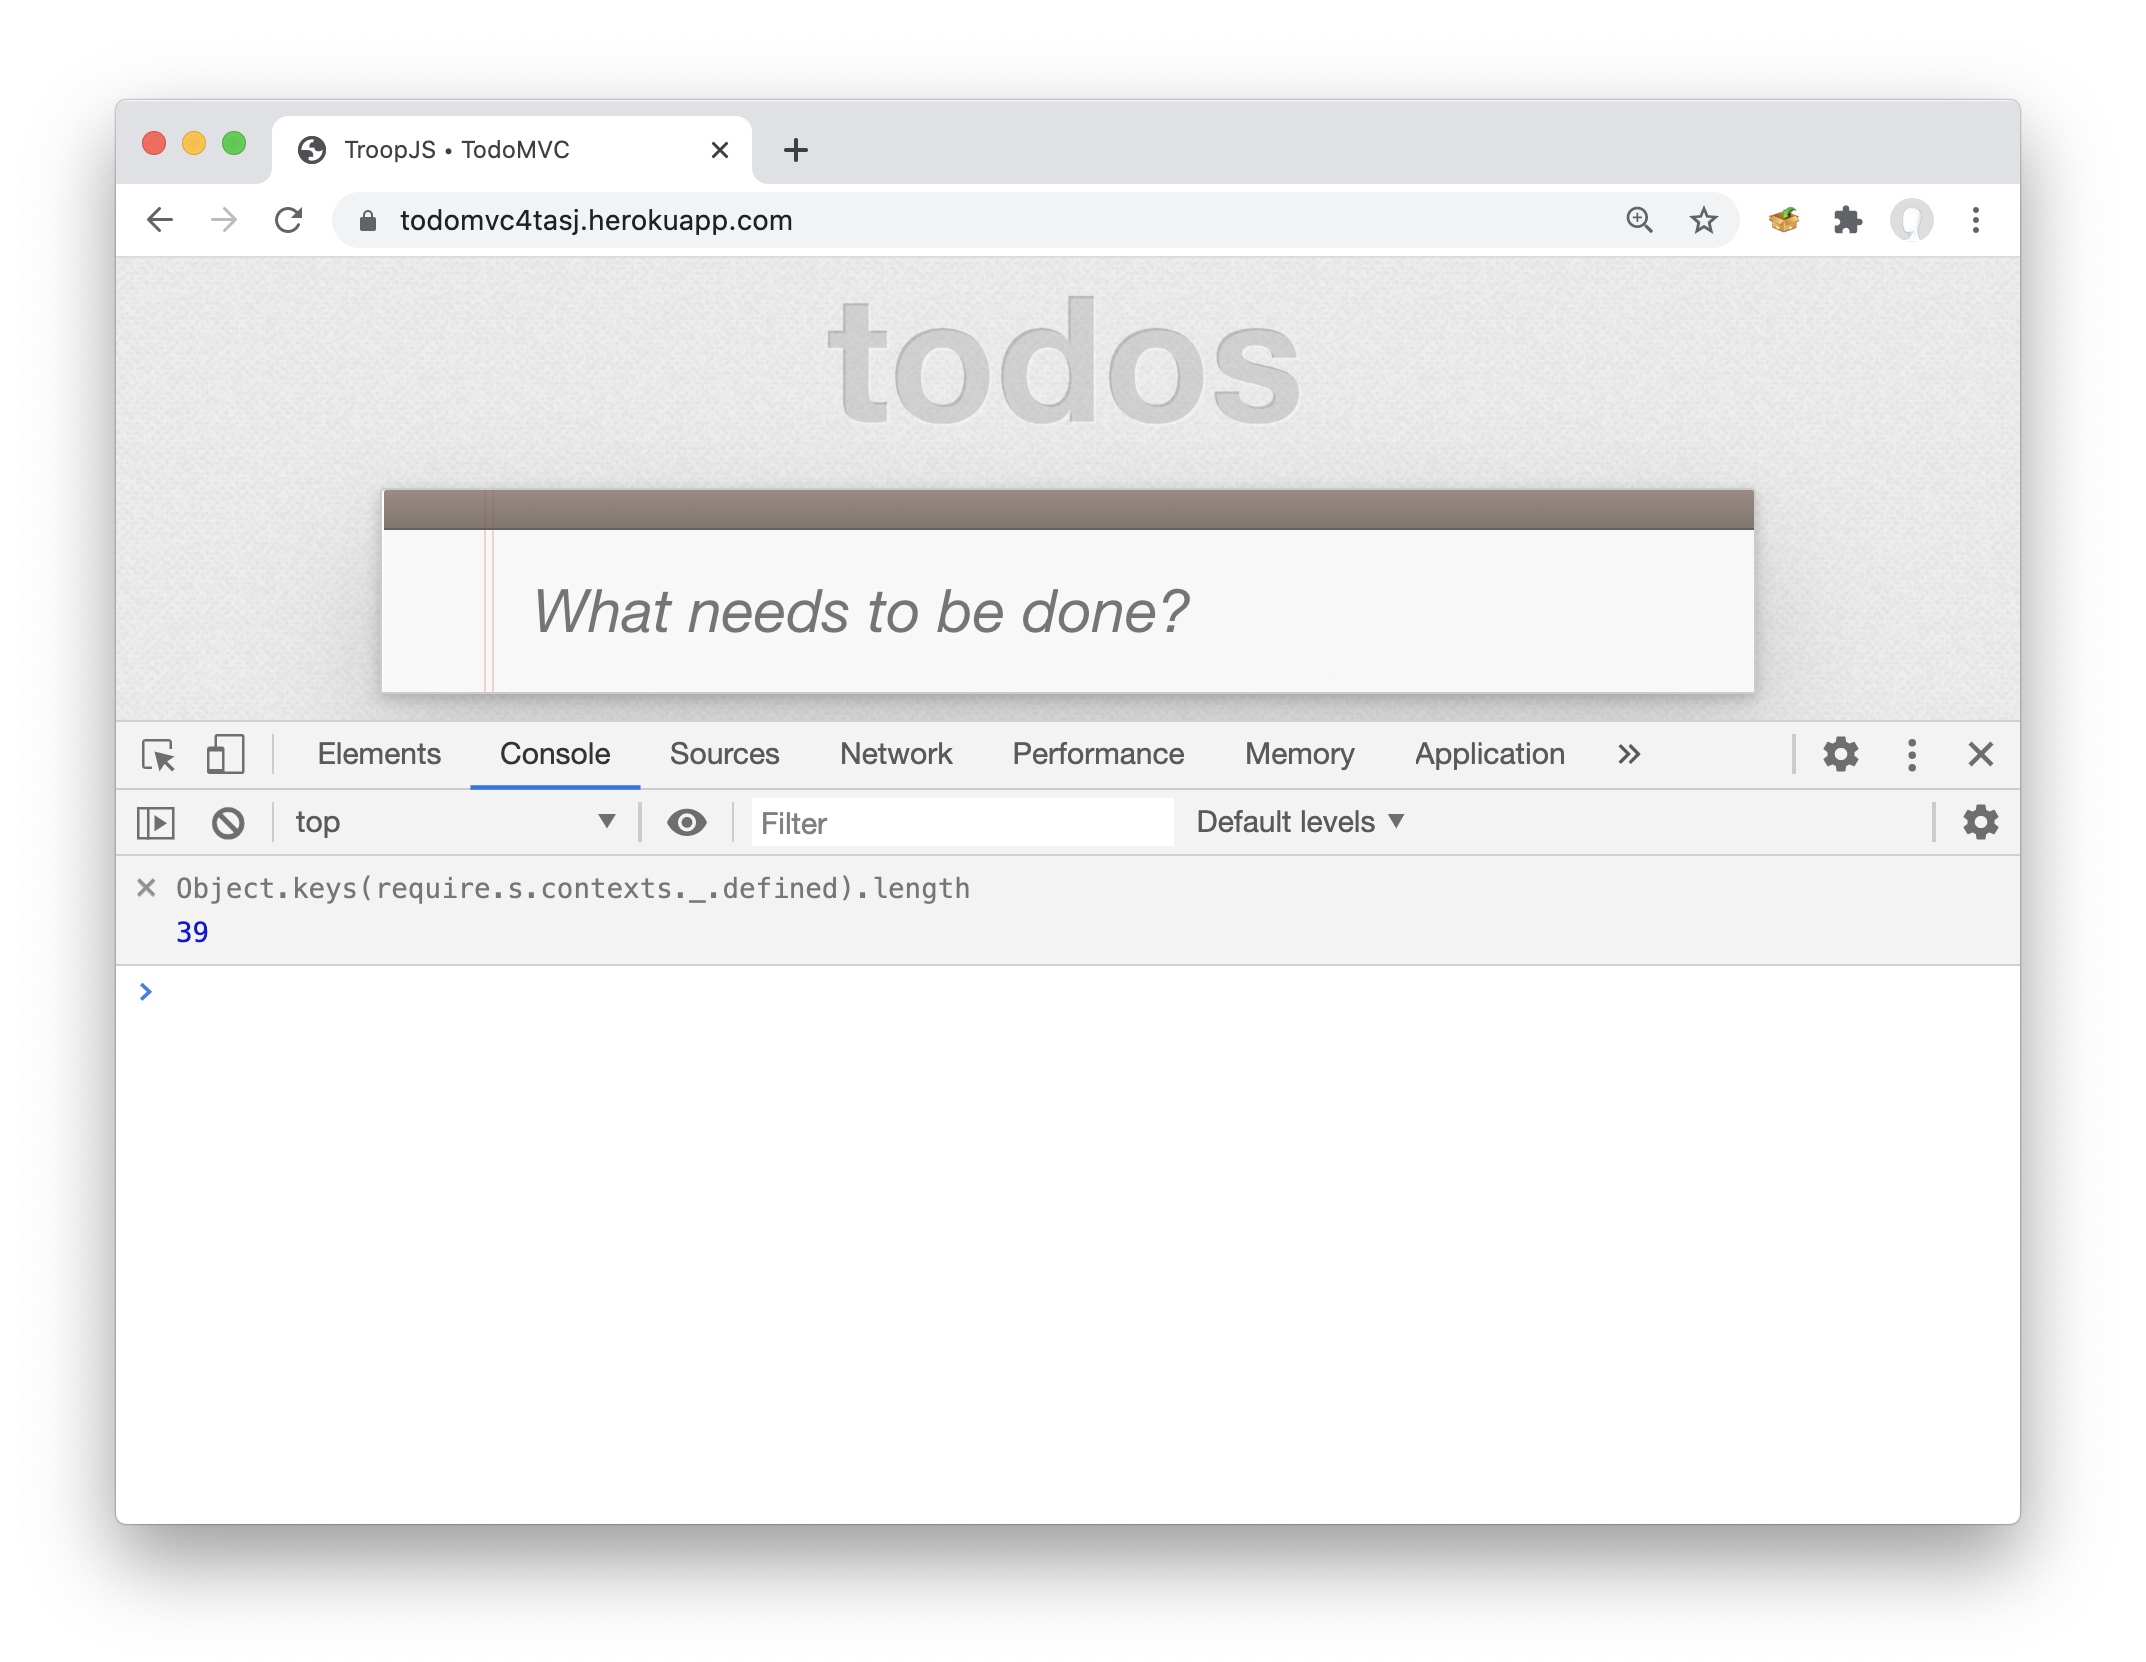 TroopJS • TodoMVC
todomvc4tasj.herokuapp.com
todos
What needs to be done?
Elements Console Sources Network Performance Memory Application
top Filter Default levels
Object.keys(require.s.contexts._.defined).length
39